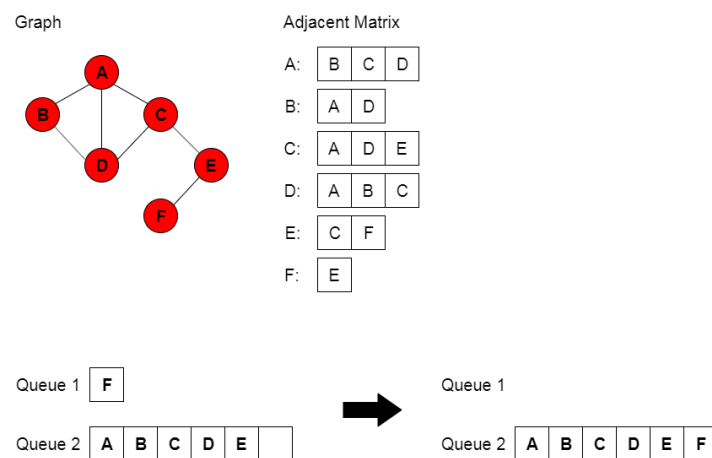 Graph
Adjacent Matrix
A
B
C
D
E
F
A: B C D
B: A D
C: A D E
D: A B C
E: C F
F: E
Queue 1 F
Queue 2 A B C D E
Queue 1
Queue 2 A B C D E F